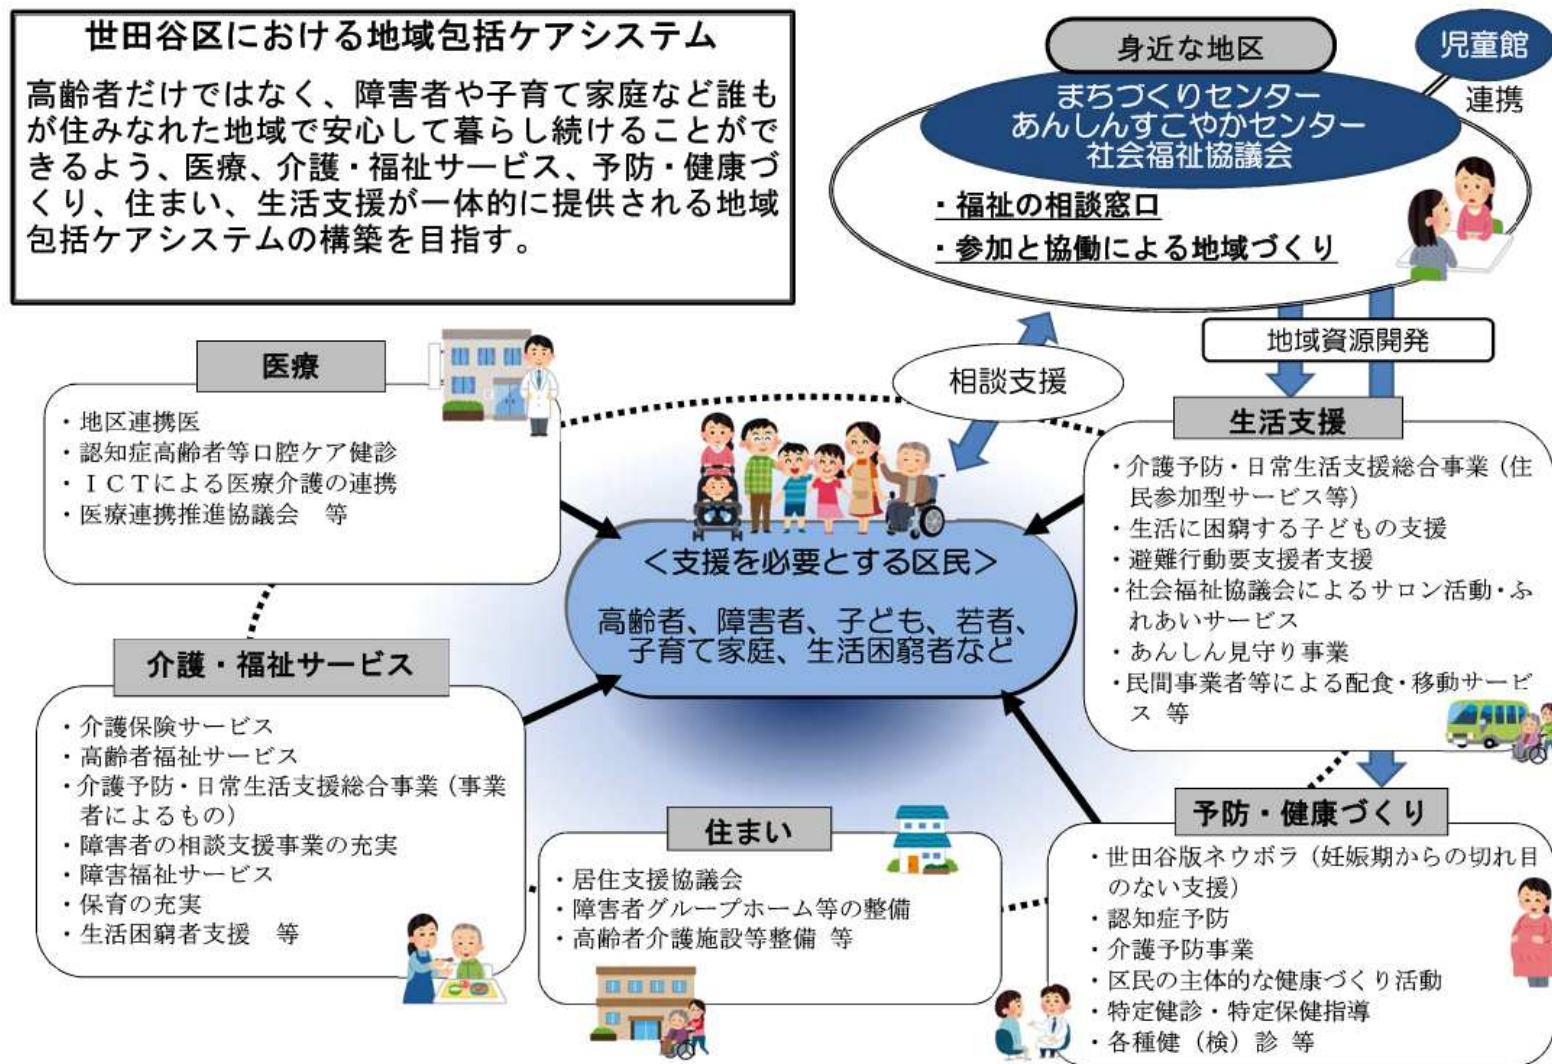 世田谷区における地域包括ケアシステム
高齢者だけではなく、障害者や子育て家庭など誰も
が住みなれた地域で安心して暮らし続けることがで
きるよう、医療、介護・福祉サービス、予防・健康づ
くり、住まい、生活支援が一体的に提供される地域
包括ケアシステムの構築を目指す。
身近な地区
まちづくりセンター
あんしんすこやかセンター
社会福祉協議会
児童館
連携
・福祉の相談窓口
・参加と協働による地域づくり
地域資源開発
相談支援
医療
・地区連携医
・認知症高齢者等口腔ケア健診
・ＩＣＴによる医療介護の連携
・医療連携推進協議会　等
生活支援
・介護予防・日常生活支援総合事業（住
民参加型サービス等）
・生活に困窮する子どもの支援
・避難行動要支援者支援
・社会福祉協議会によるサロン活動・ふ
れあいサービス
・あんしん見守り事業
・民間事業者等による配食・移動サービ
ス 等
＜支援を必要とする区民＞
高齢者、障害者、子ども、若者、
子育て家庭、生活困窮者など
介護・福祉サービス
・介護保険サービス
・高齢者福祉サービス
・介護予防・日常生活支援総合事業（事業
者によるもの）
・障害者の相談支援事業の充実
・障害福祉サービス
・保育の充実
・生活困窮者支援　等
住まい
・居住支援協議会
・障害者グループホーム等の整備
・高齢者介護施設等整備 等
予防・健康づくり
・世田谷版ネウボラ（妊娠期からの切れ目
のない支援）
・認知症予防
・介護予防事業
・区民の主体的な健康づくり活動
・特定健診・特定保健指導
・各種健（検）診 等